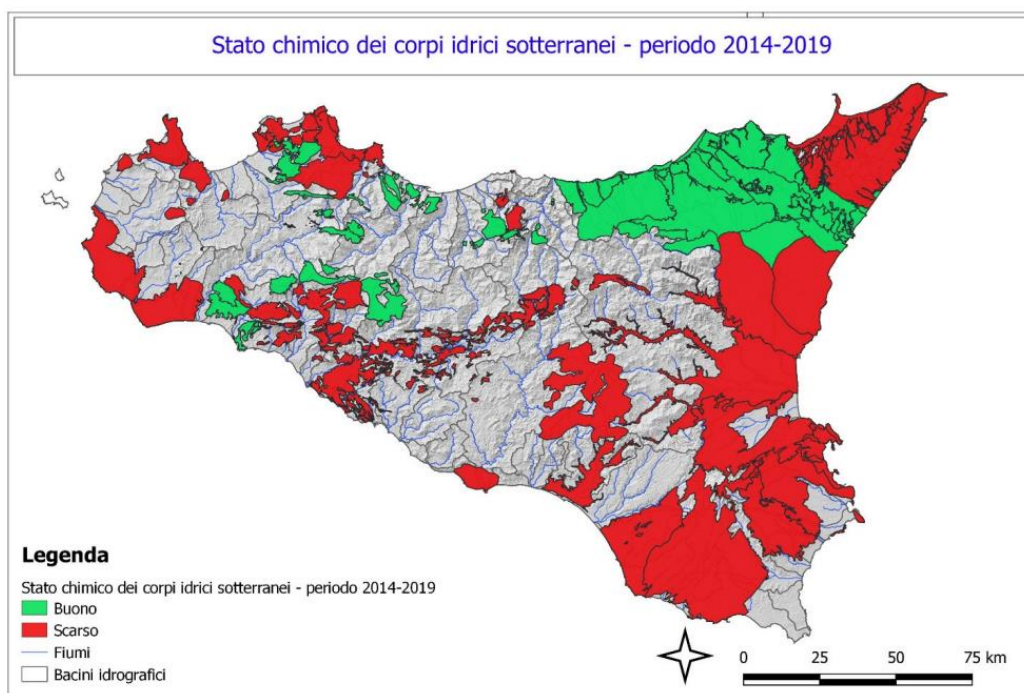 Stato chimico dei corpi idrici sotterranei - periodo 2014-2019
Legenda
Stato chimico dei corpi idrici sotterranei - periodo 2014-2019
Buono
Scarso
Fiumi
Bacini idrografici
0 25 50 75 km